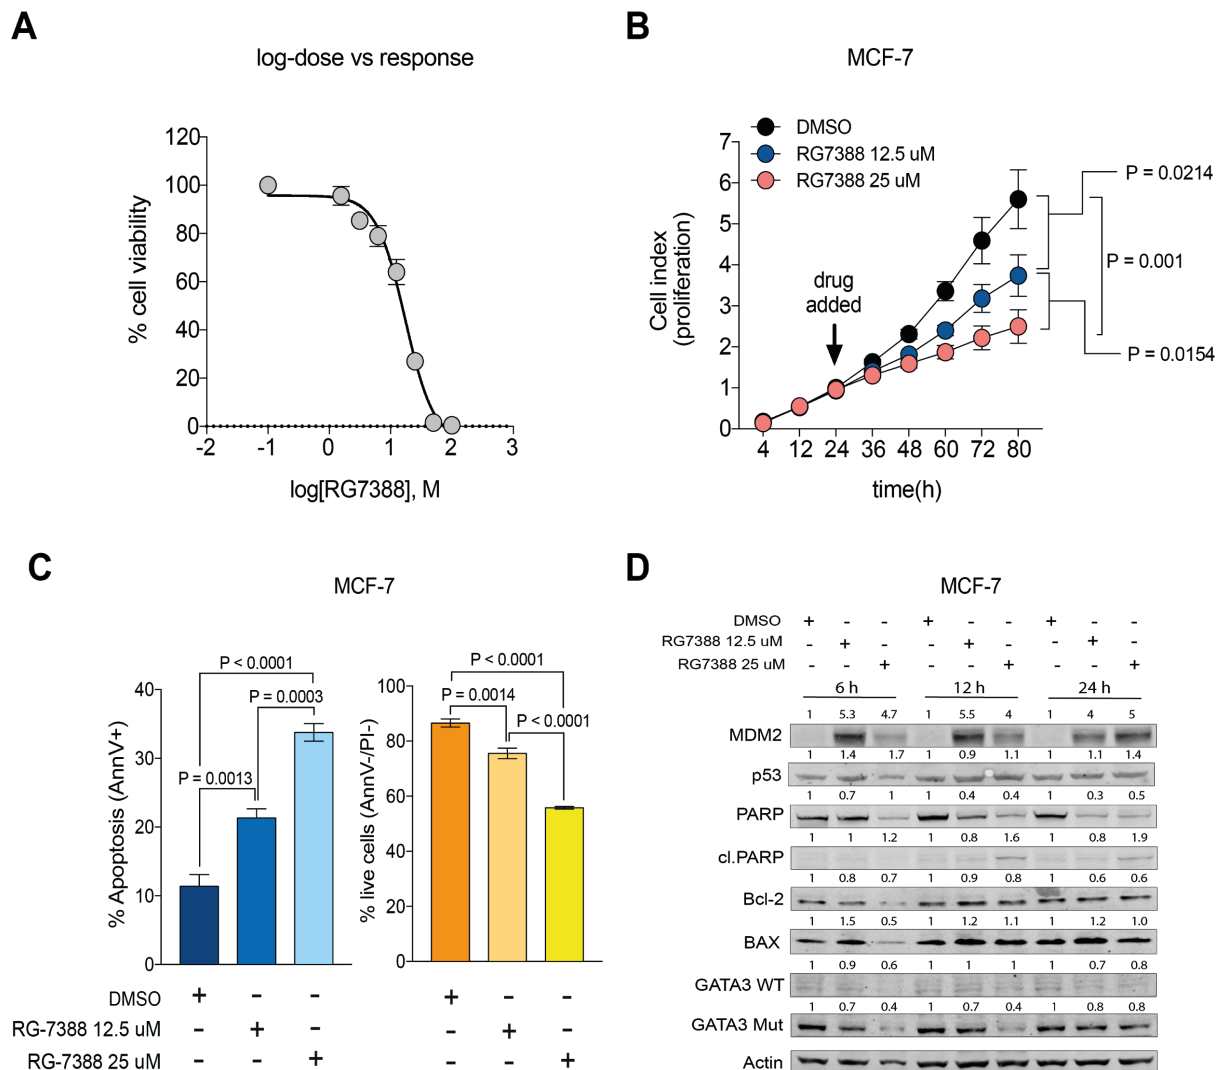 A
log-dose vs response
120
100
80
60
40
20
0
% cell viability
-2 -1 0 1 2 3
log[RG7388], M
B
MCF-7
DMSO
RG7388 12.5 uM
RG7388 25 uM
7
6
5
4
3
2
1
0
Cell index
(proliferation)
drug
added
P = 0.0214
P = 0.001
P = 0.0154
4 12 24 36 48 60 72 80
time(h)
C
MCF-7
P < 0.0001
P = 0.0003
P = 0.0013
40
30
20
10
0
% Apoptosis (AnnV+)
P < 0.0001
P = 0.0014
P < 0.0001
100
80
60
40
20
0
% live cells (AnnV-/PI-)
DMSO + - - + - -
RG-7388 12.5 uM - + - - + -
RG-7388 25 uM - - + - - +
D
MCF-7
DMSO + - - + - - + - -
RG7388 12.5 uM - + - - + - - + -
RG7388 25 uM - - + - - + - - +
6 h 12 h 24 h
1 5.3 4.7 1 5.5 4 1 4 5
MDM2
1 1.4 1.7 1 0.9 1.1 1 1.1 1.4
p53
1 0.7 1 1 0.4 0.4 1 0.3 0.5
PARP
1 1 1.2 1 0.8 1.6 1 0.8 1.9
cl.PARP
1 0.8 0.7 1 0.9 0.8 1 0.6 0.6
Bcl-2
1 1.5 0.5 1 1.2 1.1 1 1.2 1.0
BAX
1 0.9 0.6 1 1 1 1 0.7 0.8
GATA3 WT
1 0.7 0.4 1 0.7 0.4 1 0.8 0.8
GATA3 Mut
Actin